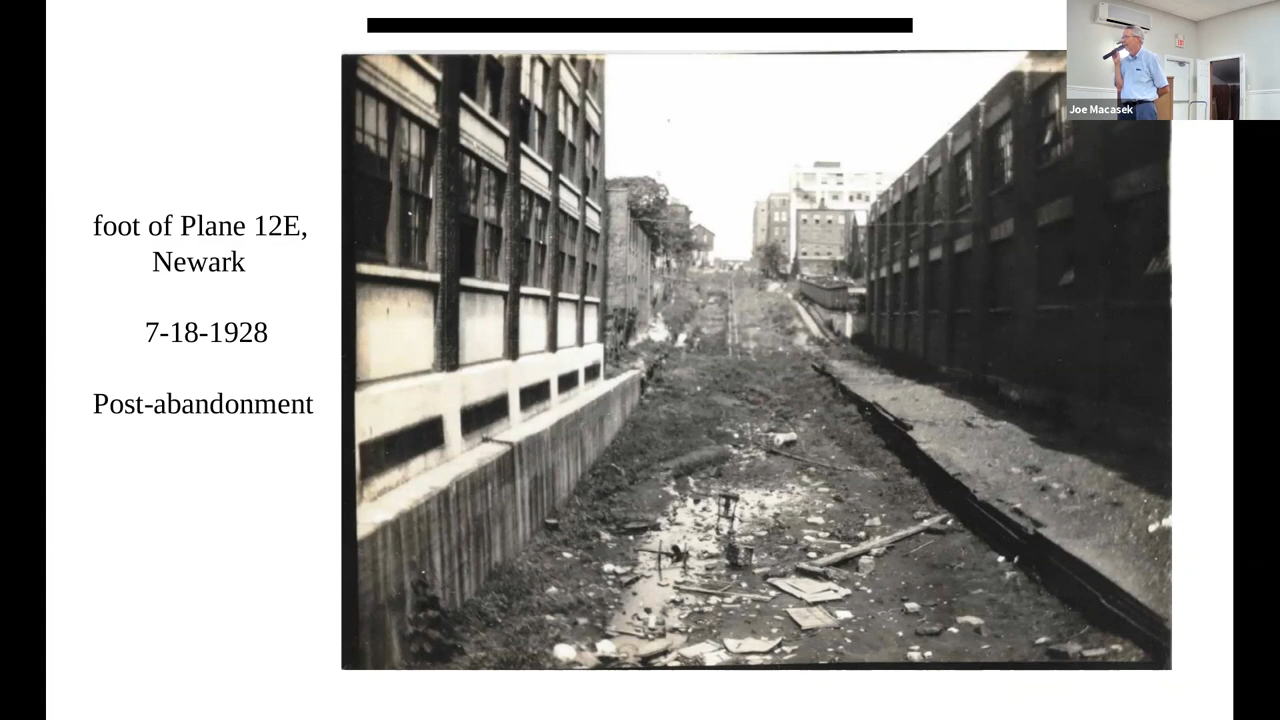 foot of Plane 12E,
Newark
7-18-1928
Post-abandonment
Joe Macasek